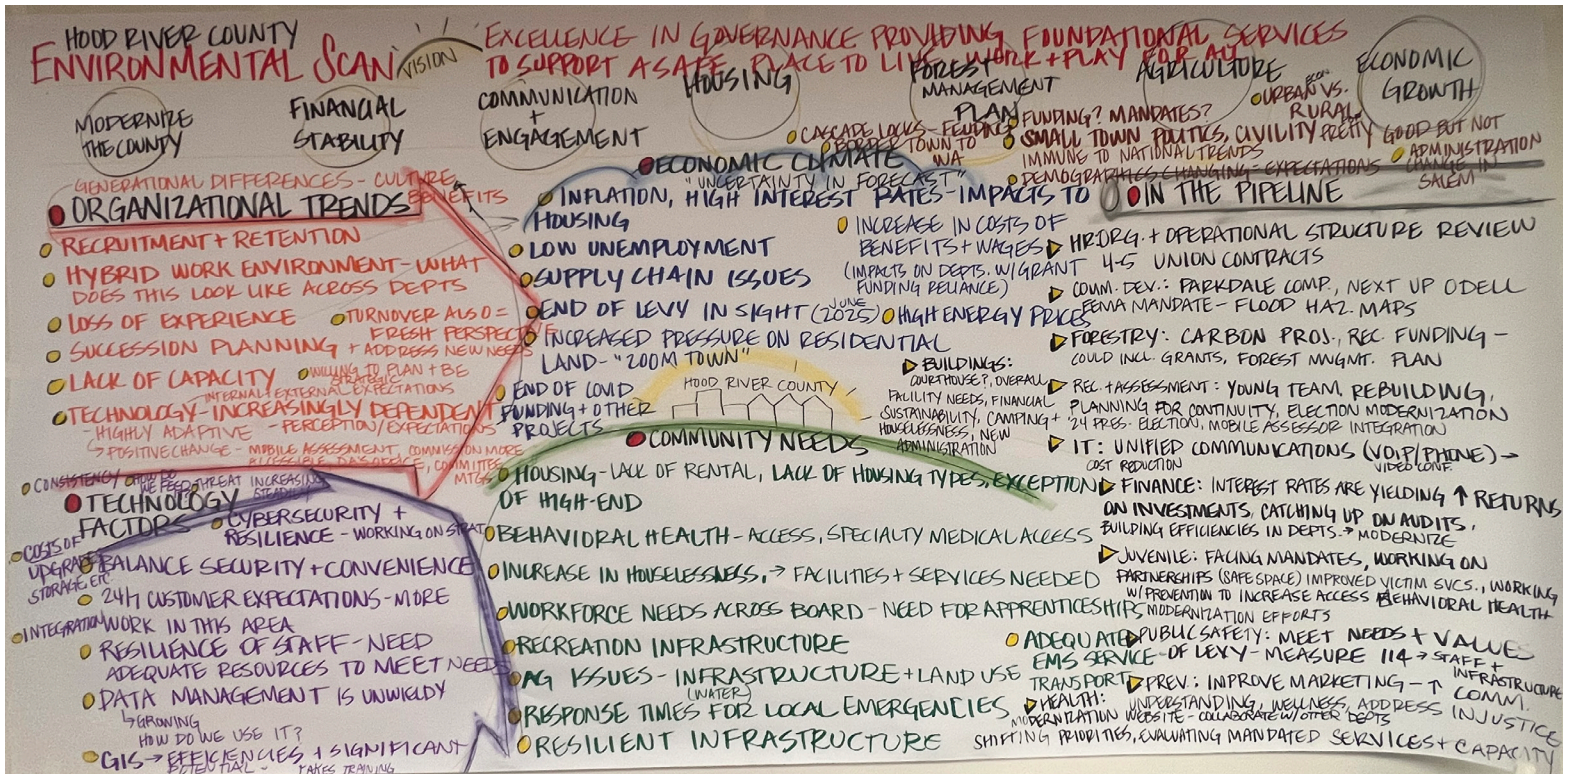 HOOD RIVER COUNTY
ENVIRONMENTAL SCAN
VISION
EXCELLENCE IN GOVERNANCE PROVIDING FOUNDATIONAL SERVICES
TO SUPPORT A SAFE PLACE TO LIVE, WORK + PLAY FOR ALL
MODERNIZE
THE COUNTY
FINANCIAL
STABILITY
COMMUNICATION
+
ENGAGEMENT
HOUSING
FOREST
MANAGEMENT
PLAN
AGRICULTURE
ECONOMIC
GROWTH
GENERATIONAL DIFFERENCES - CULTURE
BENEFITS
ORGANIZATIONAL TRENDS
RECRUITMENT + RETENTION
HYBRID WORK ENVIRONMENT - WHAT
DOES THIS LOOK LIKE ACROSS DEPTS
LOSS OF EXPERIENCE
TURNOVER ALSO =
FRESH PERSPECTIVE
SUCCESSION PLANNING + ADDRESS NEW NEEDS
LACK OF CAPACITY
WILLING TO PLAN + BE
STRATEGIC
INTERNAL + EXTERNAL EXPECTATIONS
TECHNOLOGY - INCREASINGLY DEPENDENT
- HIGHLY ADAPTIVE - PERCEPTION/EXPECTATIONS
POSITIVE CHANGE - MOBILE ASSESSMENT, COMMISSION MORE
ACCESSIBLE, DA'S OFFICE, COMMITTEE
MTGS
CASCADE LOCKS - FEUDING
BORDER TOWN TO
WA
ECONOMIC CLIMATE
"UNCERTAINTY IN FORECAST"
INFLATION, HIGH INTEREST RATES - IMPACTS TO
HOUSING
LOW UNEMPLOYMENT
SUPPLY CHAIN ISSUES
INCREASE IN COSTS OF
BENEFITS + WAGES
(IMPACTS ON DEPTS. W/GRANT
FUNDING RELIANCE)
END OF LEVY IN SIGHT (JUNE 2025)
HIGH ENERGY PRICES
INCREASED PRESSURE ON RESIDENTIAL
LAND - "ZOOM TOWN"
END OF COVID
FUNDING + OTHER
PROJECTS
FUNDING? MANDATES?
URBAN VS.
RURAL
ECON.
SMALL TOWN POLITICS, CIVILITY PRETTY GOOD BUT NOT
IMMUNE TO NATIONAL TRENDS
DEMOGRAPHICS CHANGING - EXPECTATIONS
ADMINISTRATION
CHANGE IN
SALEM
HOOD RIVER COUNTY
COMMUNITY NEEDS
HOUSING - LACK OF RENTAL, LACK OF HOUSING TYPES, EXCEPTION
OF HIGH-END
BEHAVIORAL HEALTH - ACCESS, SPECIALTY MEDICAL ACCESS
INCREASE IN HOUSELESSNESS, → FACILITIES + SERVICES NEEDED
WORKFORCE NEEDS ACROSS BOARD - NEED FOR APPRENTICESHIPS
RECREATION INFRASTRUCTURE
AG ISSUES - INFRASTRUCTURE + LAND USE
(WATER)
RESPONSE TIMES FOR LOCAL EMERGENCIES
RESILIENT INFRASTRUCTURE
ADEQUATE
EMS SERVICE
TRANSPORT
CONSISTENCY
THREAT INCREASING
STEADILY
TECHNOLOGY
FACTORS
CYBERSECURITY +
RESILIENCE - WORKING ON STRAT
COSTS OF
UPGRADES
STORAGE ETC.
BALANCE SECURITY + CONVENIENCE
24/7 CUSTOMER EXPECTATIONS - MORE
WORK IN THIS AREA
INTEGRATION
RESILIENCE OF STAFF - NEED
ADEQUATE RESOURCES TO MEET NEEDS
DATA MANAGEMENT IS UNWIELDY
GROWING
HOW DO WE USE IT?
GIS → EFFICIENCIES + SIGNIFICANT
POTENTIAL - TAKES TRAINING
IN THE PIPELINE
HR: ORG. + OPERATIONAL STRUCTURE REVIEW
4-5 UNION CONTRACTS
COMM. DEV.: PARKDALE COMP., NEXT UP ODELL
FEMA MANDATE - FLOOD HAZ. MAPS
FORESTRY: CARBON PROJ., REC. FUNDING -
COULD INCL. GRANTS, FOREST MNGMT. PLAN
BUILDINGS:
COURTHOUSE?, OVERALL
FACILITY NEEDS, FINANCIAL
SUSTAINABILITY, CAMPING +
HOUSELESSNESS, NEW
ADMINISTRATION
REC. + ASSESSMENT: YOUNG TEAM, REBUILDING,
PLANNING FOR CONTINUITY, ELECTION MODERNIZATION
'24 PRES. ELECTION, MOBILE ASSESSOR INTEGRATION
IT: UNIFIED COMMUNICATIONS (VOIP/PHONE) →
COST REDUCTION
VIDEO CONF.
FINANCE: INTEREST RATES ARE YIELDING ↑ RETURNS
ON INVESTMENTS, CATCHING UP ON AUDITS,
BUILDING EFFICIENCIES IN DEPTS. → MODERNIZE
JUVENILE: FACING MANDATES, WORKING ON
PARTNERSHIPS (SAFE SPACE) IMPROVED VICTIM SVCS., WORKING
W/PREVENTION TO INCREASE ACCESS BEHAVIORAL HEALTH
MODERNIZATION EFFORTS
PUBLIC SAFETY: MEET NEEDS + VALUES
OF LEVY - MEASURE 114 → STAFF +
INFRASTRUCTURE
PREV.: IMPROVE MARKETING - ↑ COMM.
UNDERSTANDING, WELLNESS, ADDRESS INJUSTICE
HEALTH:
MODERNIZATION WEBSITE - COLLABORATE W/OTHER DEPTS
SHIFTING PRIORITIES, EVALUATING MANDATED SERVICES + CAPACITY